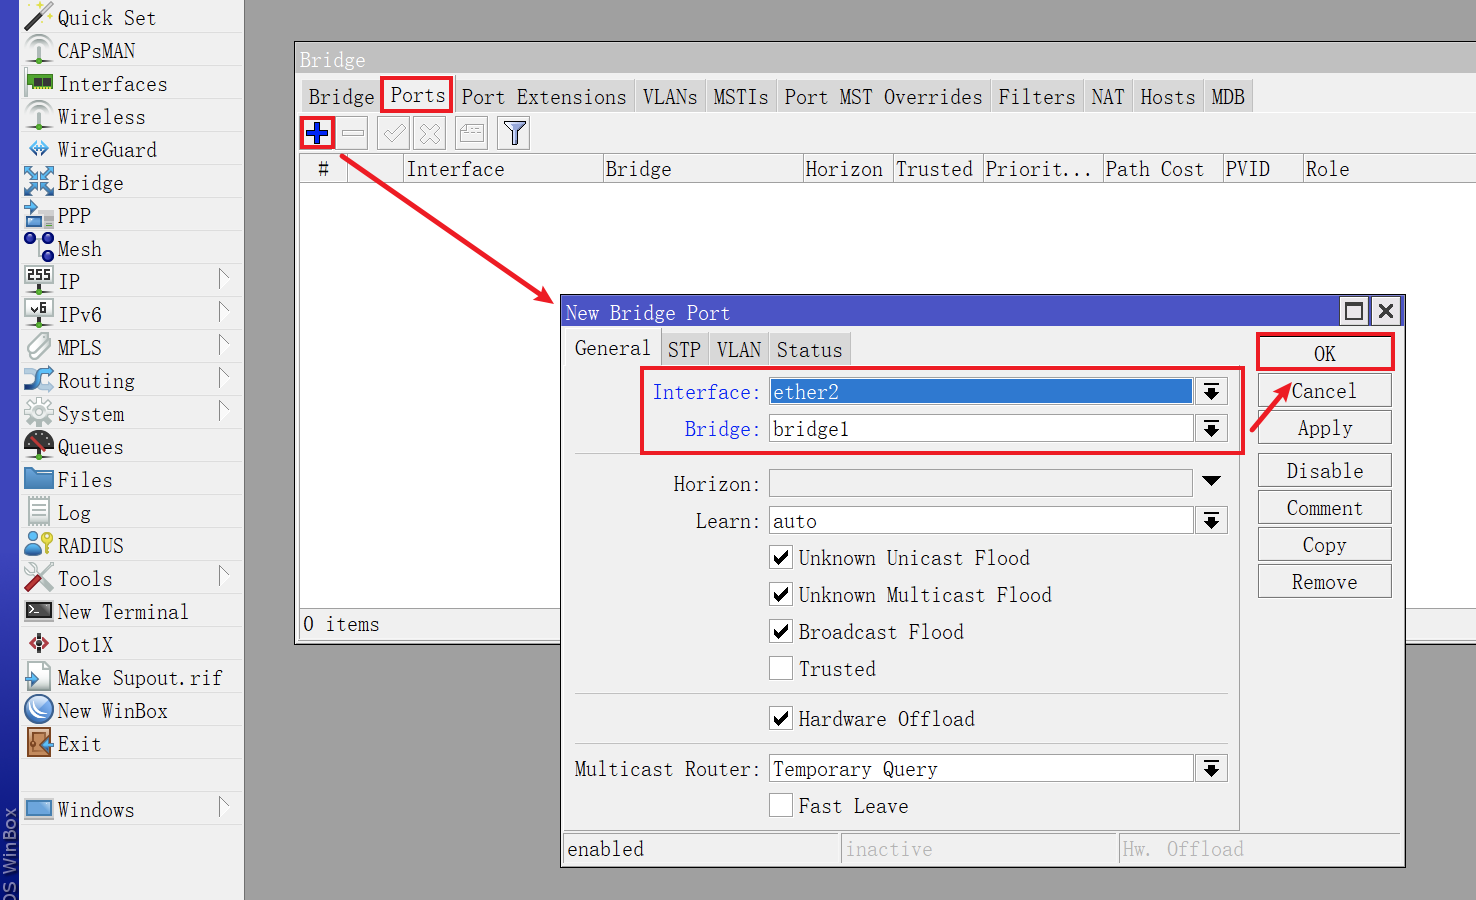 Quick Set
CAPsMAN
Interfaces
Wireless
WireGuard
Bridge
PPP
Mesh
255 IP
v6 IPv6
MPLS
Routing
System
Queues
Files
Log
RADIUS
Tools
New Terminal
Dot1X
Make Supout.rif
New WinBox
Exit
Windows
OS WinBox
Bridge
Bridge Ports Port Extensions VLANs MSTIs Port MST Overrides Filters NAT Hosts MDB
# Interface Bridge Horizon Trusted Priorit... Path Cost PVID Role
0 items
New Bridge Port
General STP VLAN Status
Interface: ether2
Bridge: bridge1
Horizon:
Learn: auto
Unknown Unicast Flood
Unknown Multicast Flood
Broadcast Flood
Trusted
Hardware Offload
Multicast Router: Temporary Query
Fast Leave
OK
Cancel
Apply
Disable
Comment
Copy
Remove
enabled inactive Hw. Offload